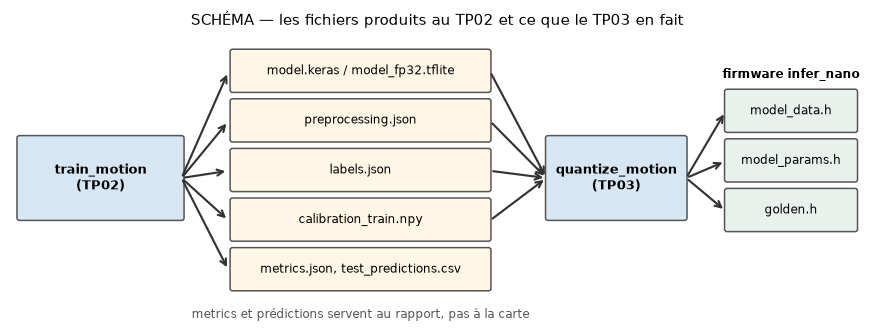 SCHÉMA — les fichiers produits au TP02 et ce que le TP03 en fait
train_motion
(TP02)
model.keras / model_fp32.tflite
preprocessing.json
labels.json
calibration_train.npy
metrics.json, test_predictions.csv
quantize_motion
(TP03)
firmware infer_nano
model_data.h
model_params.h
golden.h
metrics et prédictions servent au rapport, pas à la carte